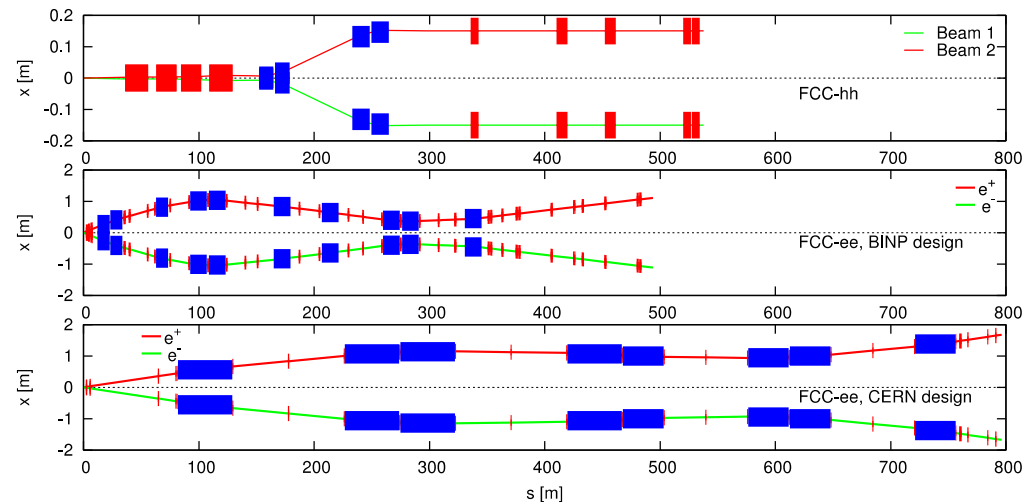 0.2
0.1
0
-0.1
-0.2
x [m]
Beam 1
Beam 2
FCC-hh
0 100 200 300 400 500 600 700 800
2
1
0
-1
-2
x [m]
e+
e-
FCC-ee, BINP design
0 100 200 300 400 500 600 700 800
2
1
0
-1
-2
x [m]
e+
e-
FCC-ee, CERN design
0 100 200 300 400 500 600 700 800
s [m]